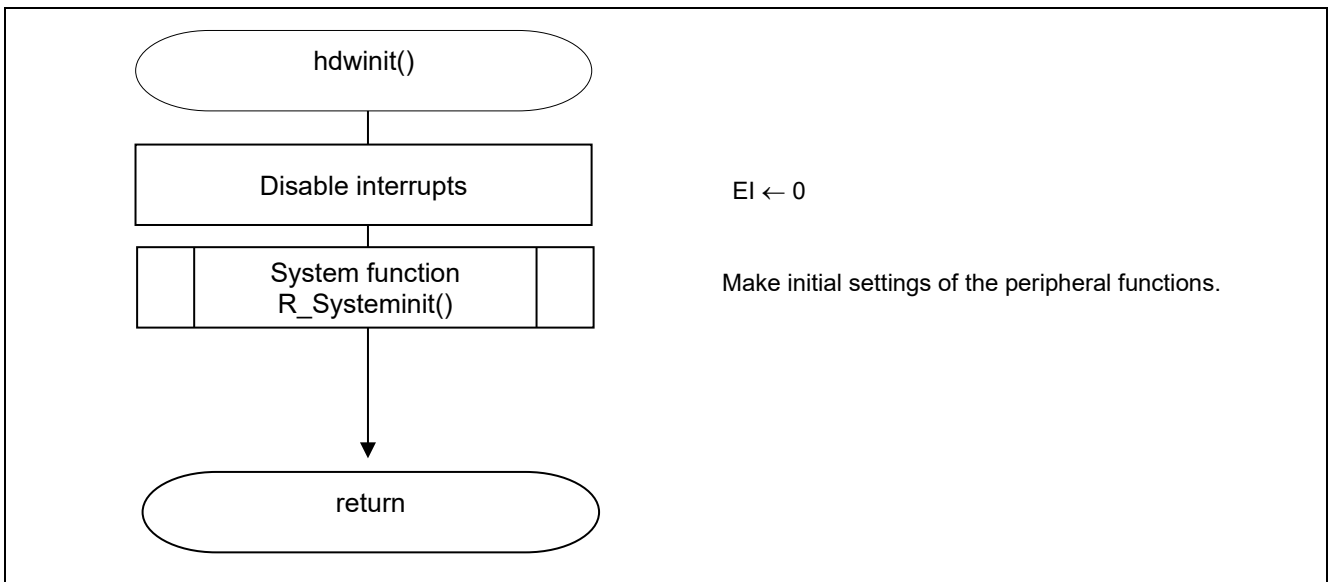 hdwinit()
Disable interrupts
EI ← 0
System function
R_Systeminit()
Make initial settings of the peripheral functions.
return